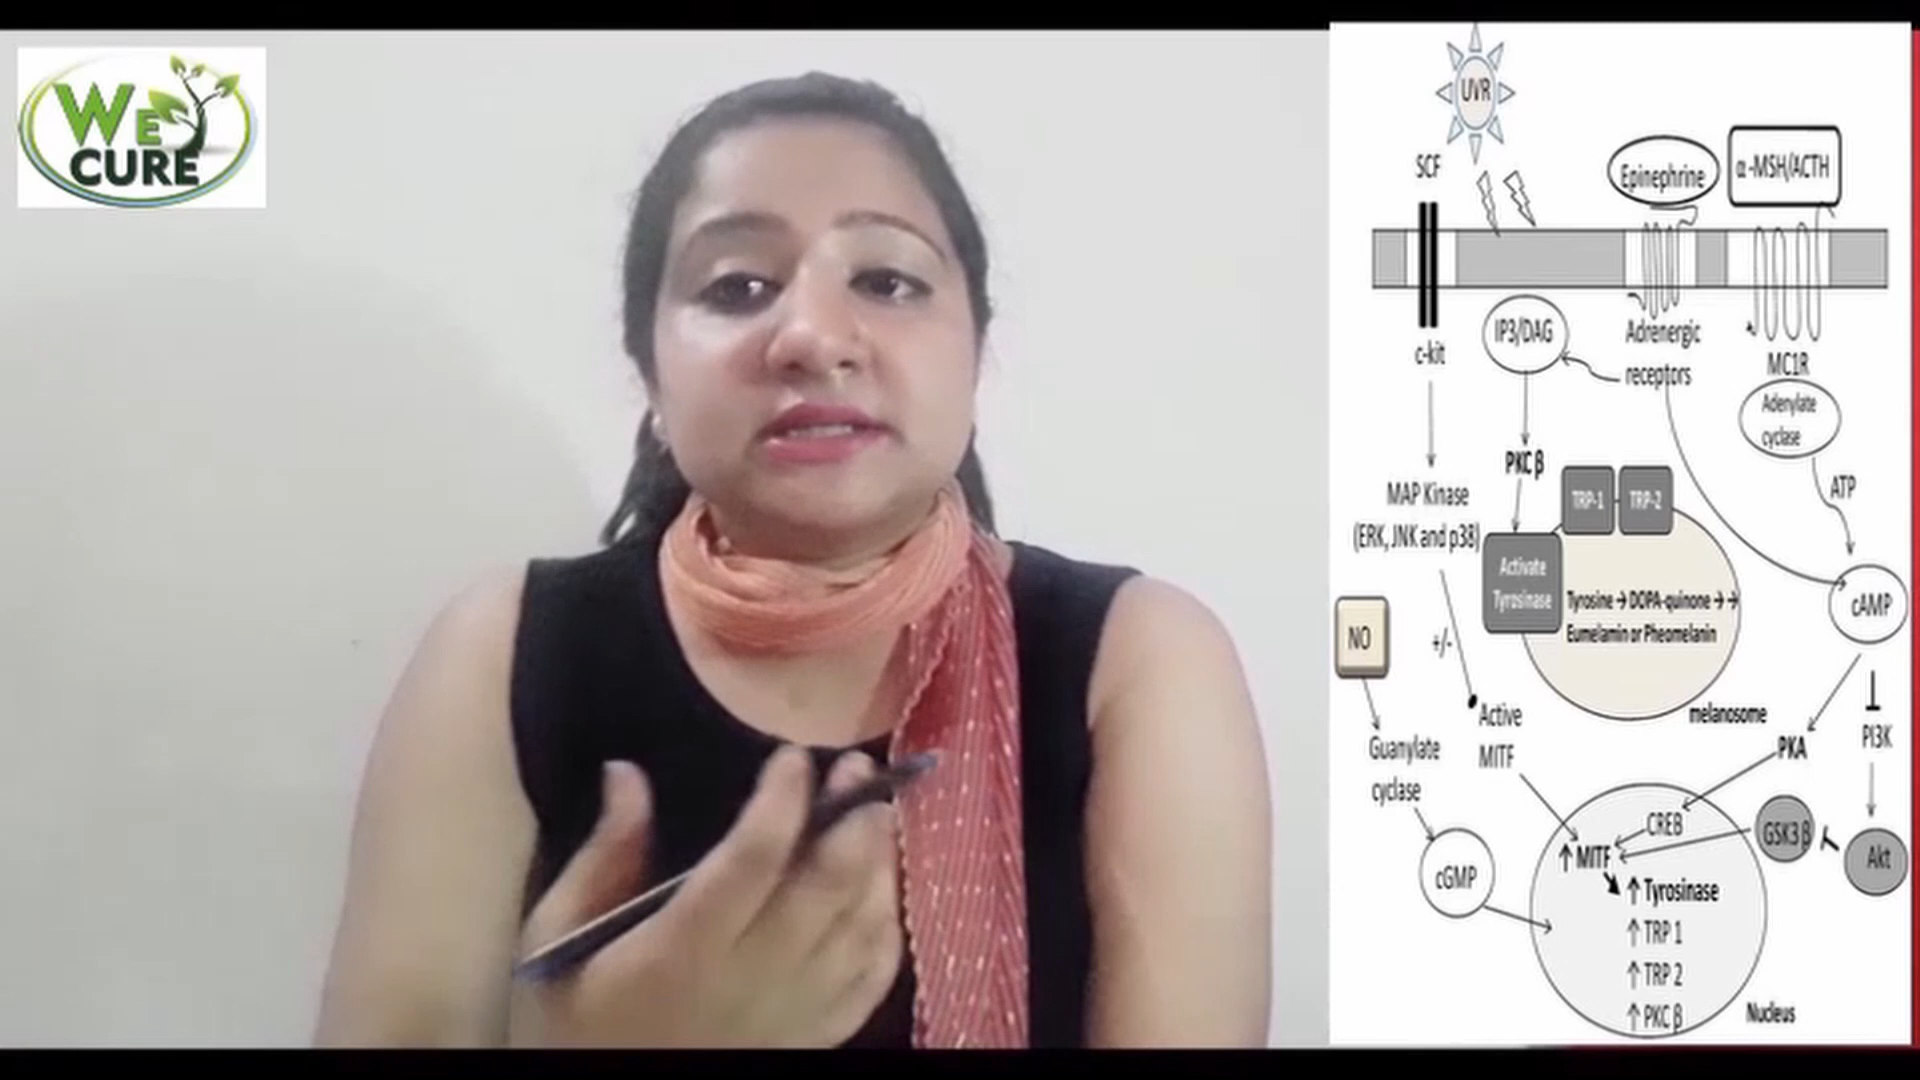 WE
CURE
UVR
SCF
Epinephrine
α-MSH/ACTH
IP3/DAG
Adrenergic
receptors
c-kit
MC1R
Adenylate
cyclase
PKC β
ATP
MAP Kinase
(ERK, JNK and p38)
TRP-1
TRP-2
Activate
Tyrosinase
Tyrosine → DOPA-quinone → →
Eumelamin or Pheomelanin
cAMP
NO
+/-
melanosome
Active
MITF
PKA
PI3K
Guanylate
cyclase
CREB
GSK3 β
Akt
↑ MITF
cGMP
↑ Tyrosinase
↑ TRP 1
↑ TRP 2
↑ PKC β
Nucleus